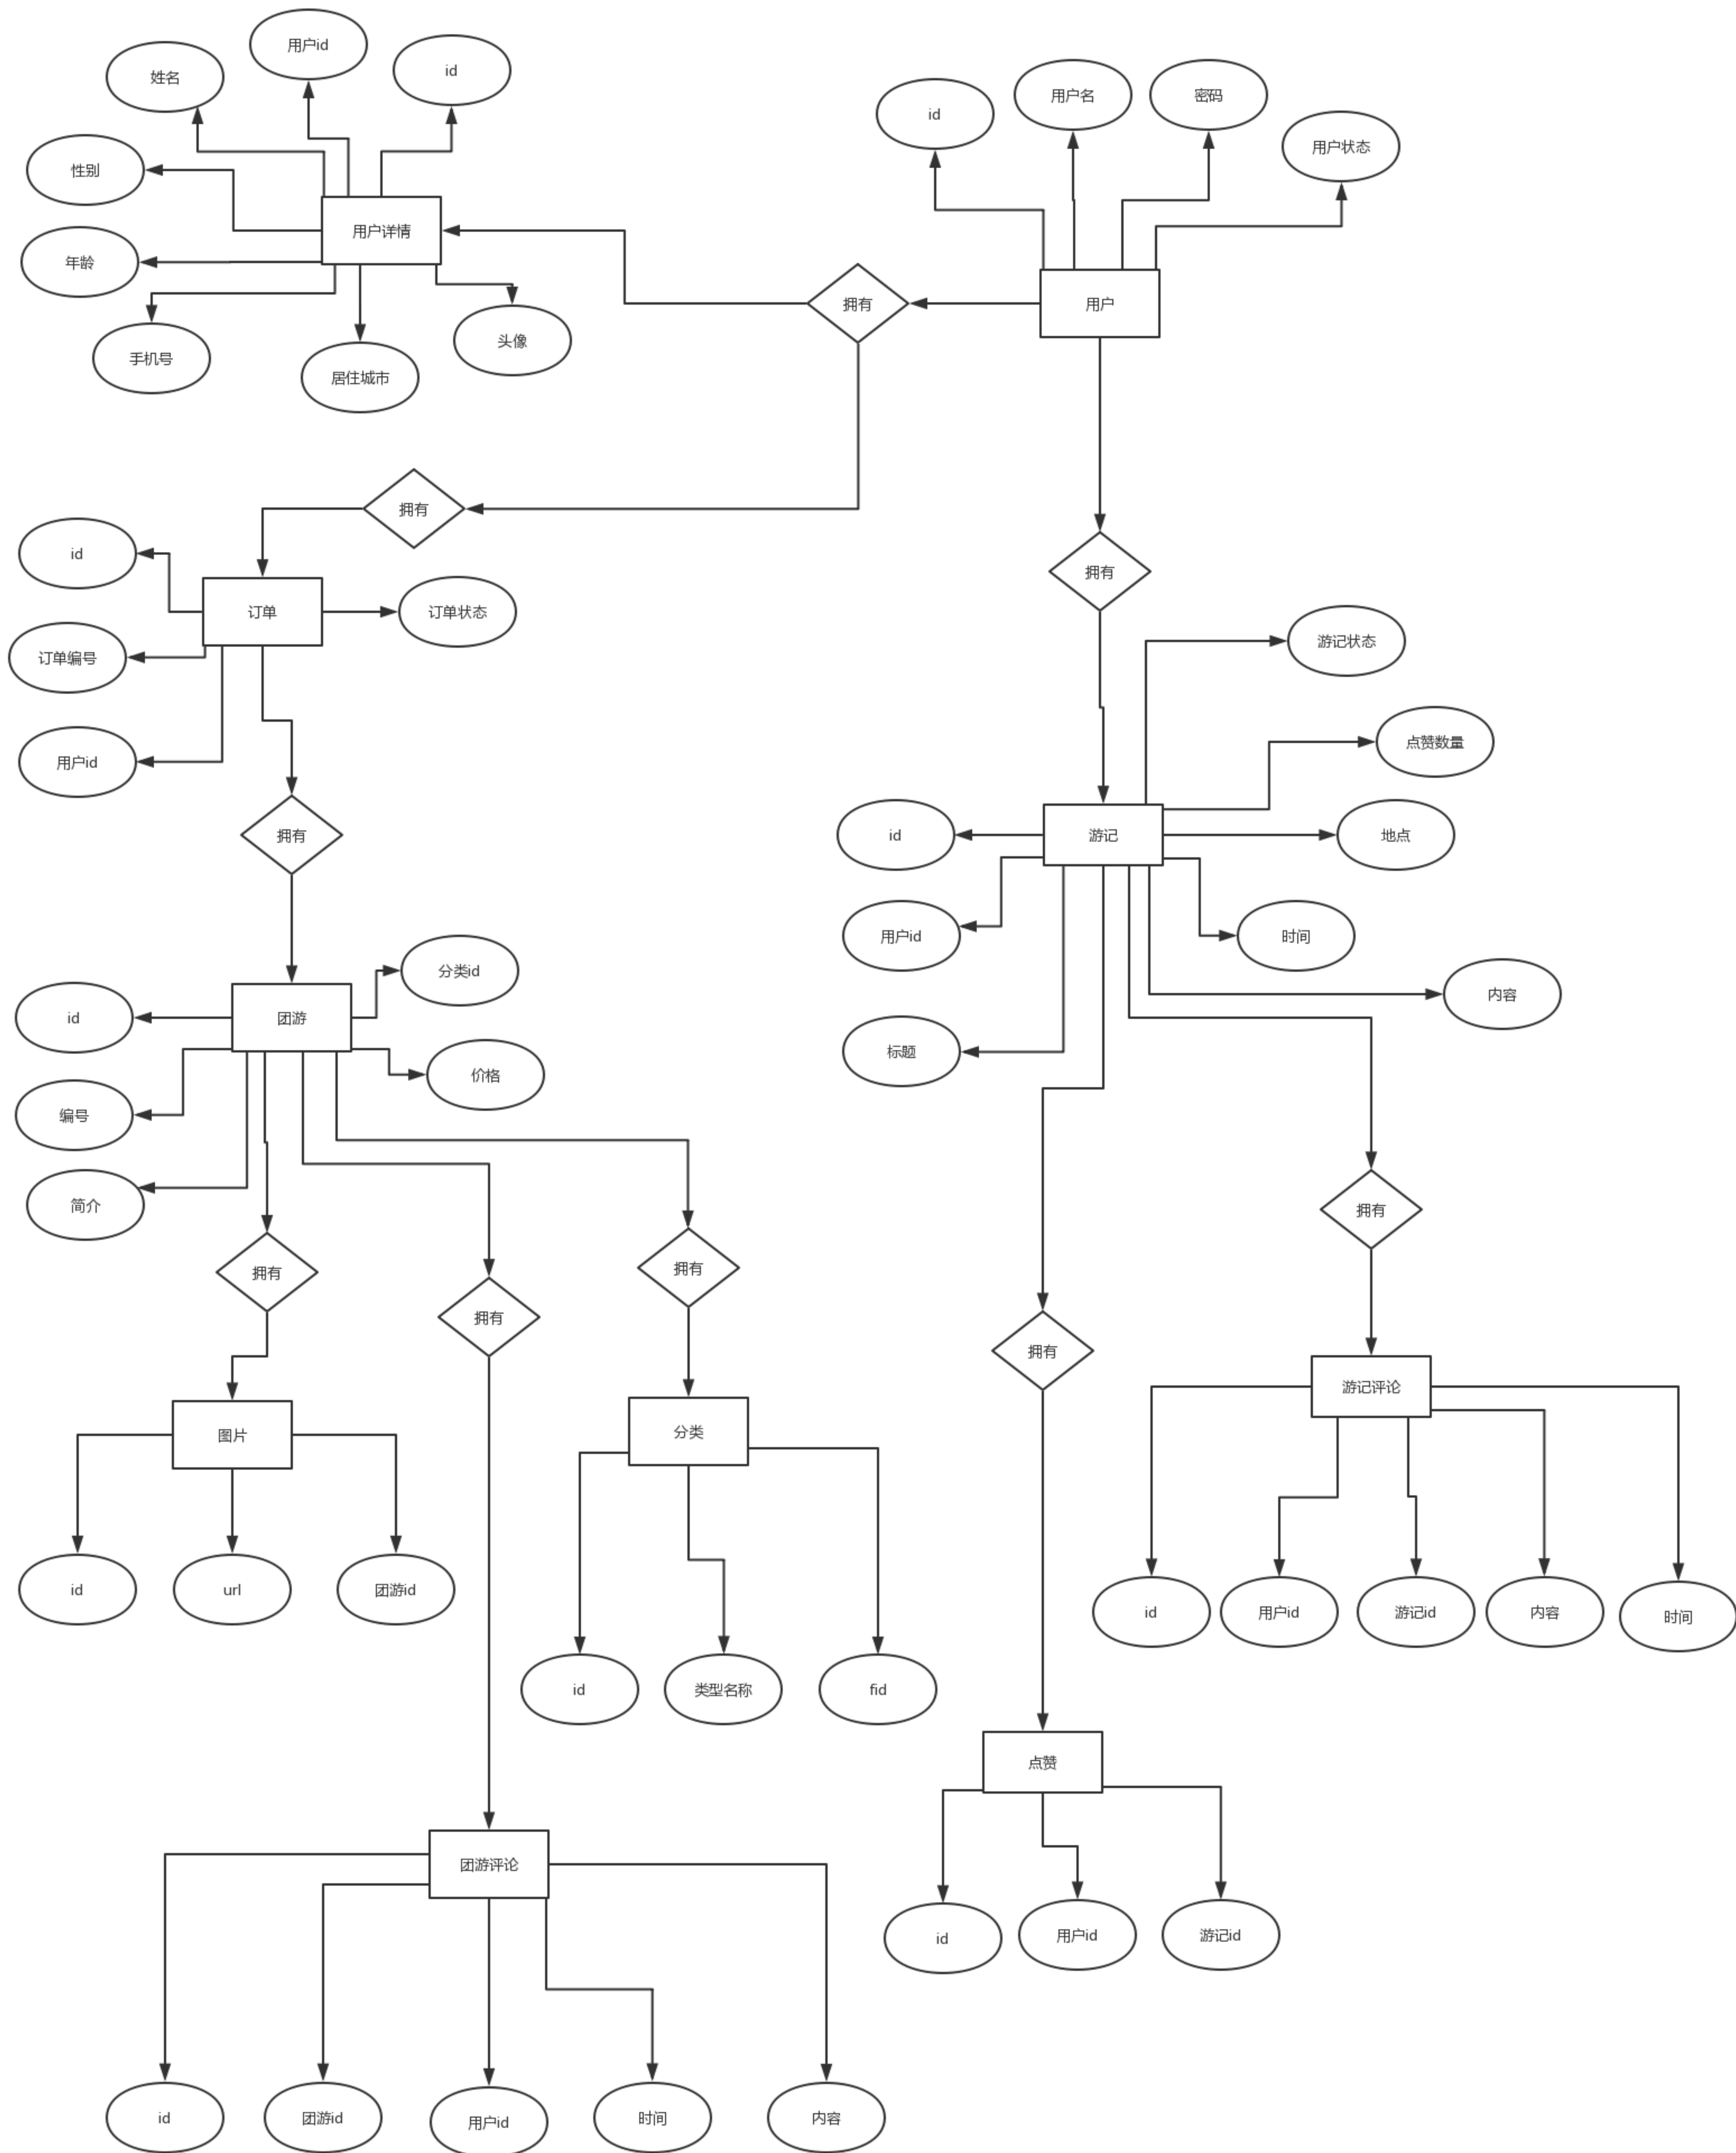 用户id
id
姓名
用户名
密码
id
用户状态
性别
用户详情
年龄
拥有
用户
头像
手机号
居住城市
拥有
id
拥有
订单
订单状态
游记状态
订单编号
点赞数量
用户id
拥有
id
游记
地点
用户id
时间
分类id
内容
id
团游
标题
价格
编号
简介
拥有
拥有
拥有
拥有
拥有
游记评论
图片
分类
id
url
团游id
id
用户id
游记id
内容
时间
id
类型名称
fid
点赞
团游评论
id
用户id
游记id
id
团游id
用户id
时间
内容